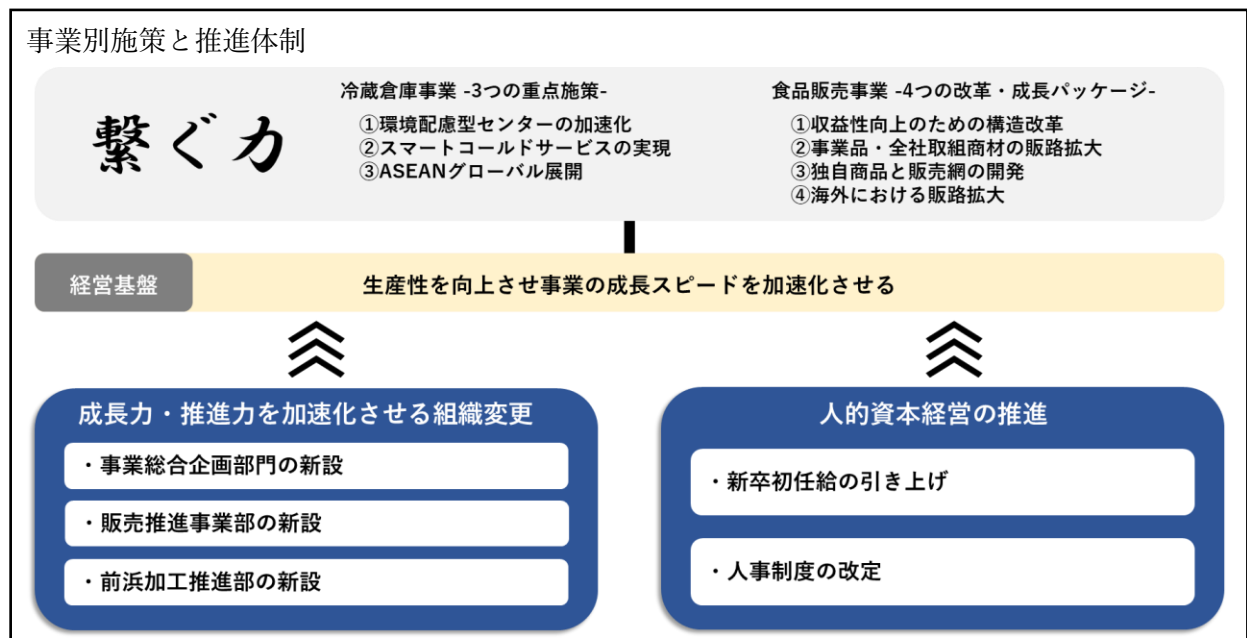 事業別施策と推進体制
繋ぐ力
冷蔵倉庫事業 -3つの重点施策-
①環境配慮型センターの加速化
②スマートコールドサービスの実現
③ASEANグローバル展開
食品販売事業 -4つの改革・成長パッケージ-
①収益性向上のための構造改革
②事業品・全社取組商材の販路拡大
③独自商品と販売網の開発
④海外における販路拡大
経営基盤
生産性を向上させ事業の成長スピードを加速化させる
成長力・推進力を加速化させる組織変更
・事業総合企画部門の新設
・販売推進事業部の新設
・前浜加工推進部の新設
人的資本経営の推進
・新卒初任給の引き上げ
・人事制度の改定